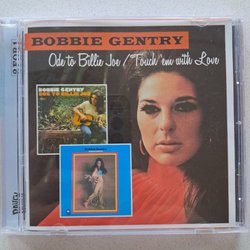 BOBBIE GENTRY
Ode to Billie Joe / Touch 'em with Love
BOBBIE GENTRY
ODE TO BILLIE JOE